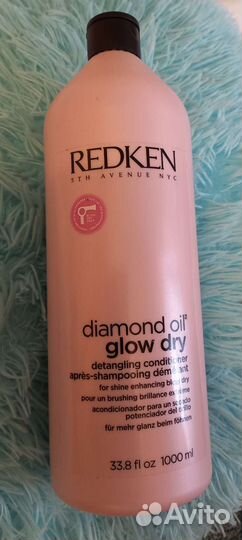 REDKEN
5TH AVENUE NYC
diamond oil®
glow dry
detangling conditioner
après-shampooing démêlant
for shine enhancing blow dry
pour un brushing brillance extrême
acondicionador para un secado
potenciador del brillo
für mehr glanz beim föhnen
33.8 fl oz 1000 ml
Avito